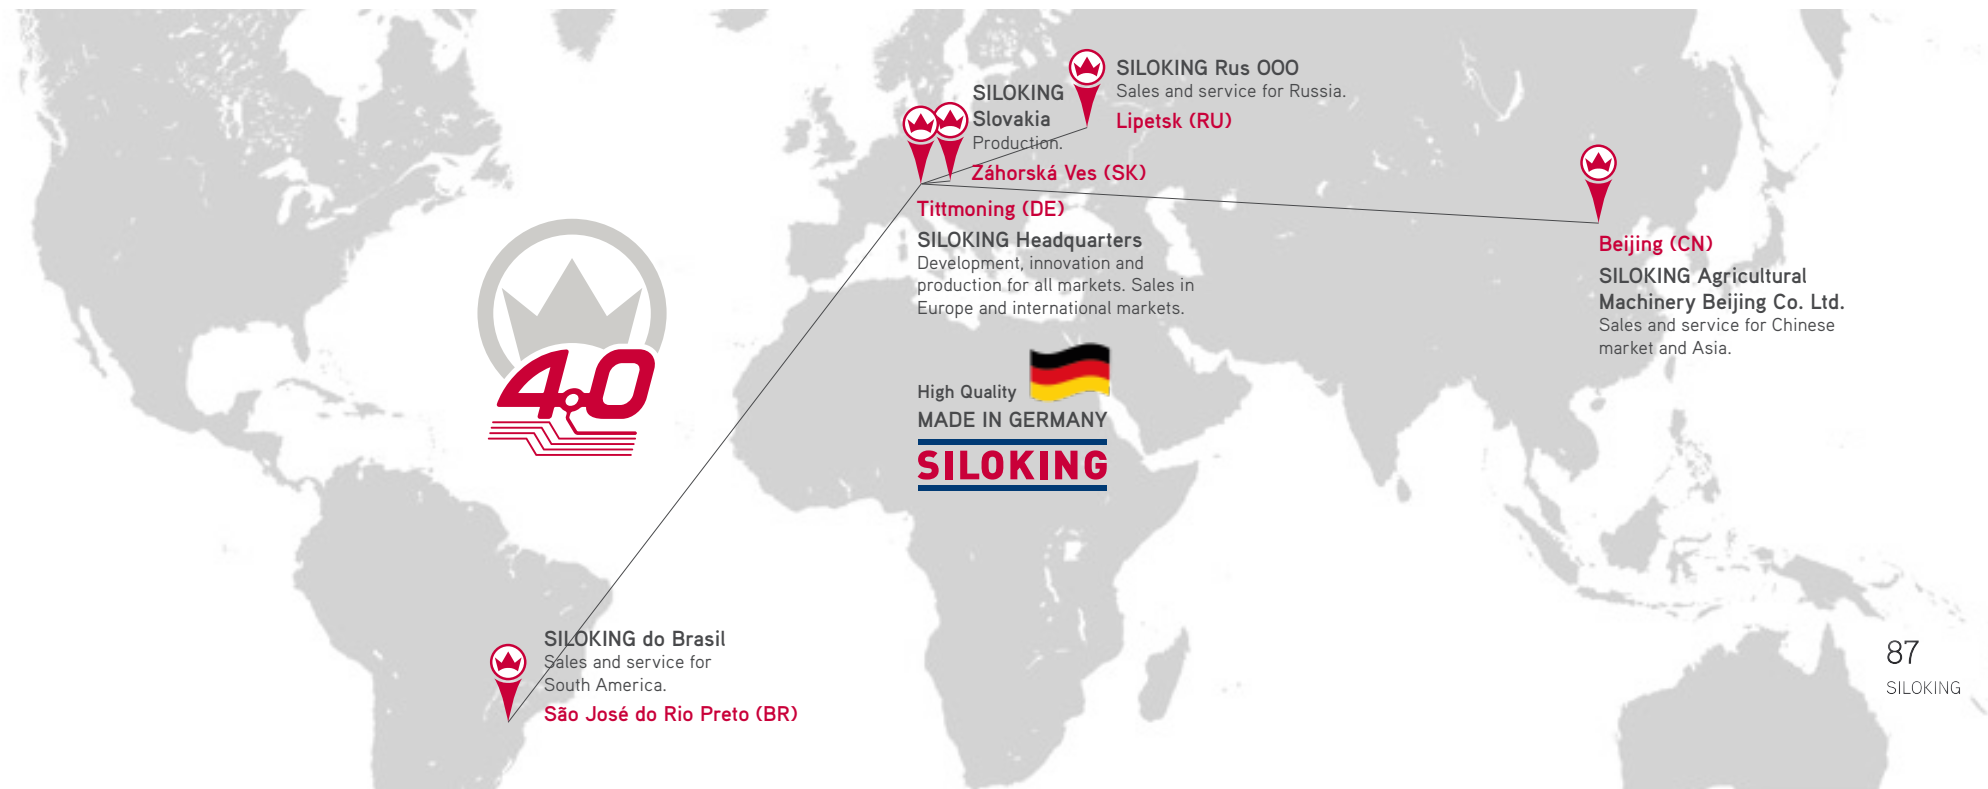 SILOKING Rus OOO
Sales and service for Russia.
Lipetsk (RU)
SILOKING
Slovakia
Production.
Záhorská Ves (SK)
Tittmoning (DE)
SILOKING Headquarters
Development, innovation and
production for all markets. Sales in
Europe and international markets.
High Quality
MADE IN GERMANY
SILOKING
Beijing (CN)
SILOKING Agricultural
Machinery Beijing Co. Ltd.
Sales and service for Chinese
market and Asia.
4.0
SILOKING do Brasil
Sales and service for
South America.
São José do Rio Preto (BR)
87
SILOKING